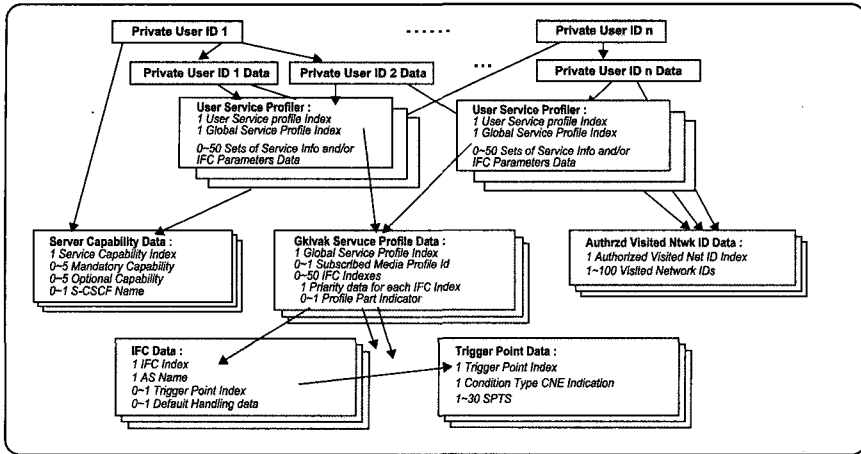 Private User ID 1
......
Private User ID n
Private User ID 1 Data
Private User ID 2 Data
...
Private User ID n Data
User Service Profiler :
1 User Service profile Index
1 Global Service Profile Index
0~50 Sets of Service Info and/or
IFC Parameters Data
User Service Profiler :
1 User Service profile Index
1 Global Service Profile Index
0~50 Sets of Service Info and/or
IFC Parameters Data
Server Capability Data :
1 Service Capability Index
0~5 Mandatory Capability
0~5 Optional Capability
0~1 S-CSCF Name
Gkivak Servuce Profile Data :
1 Global Service Profile Index
0~1 Subscribed Media Profile Id
0~50 IFC Indexes
1 Priority data for each IFC Index
0~1 Profile Part Indicator
Authrzd Visited Ntwk ID Data :
1 Authorized Visited Net ID Index
1~100 Visited Network IDs
IFC Data :
1 IFC Index
1 AS Name
0~1 Trigger Point Index
0~1 Default Handling data
Trigger Point Data :
1 Trigger Point Index
1 Condition Type CNE Indication
1~30 SPTS